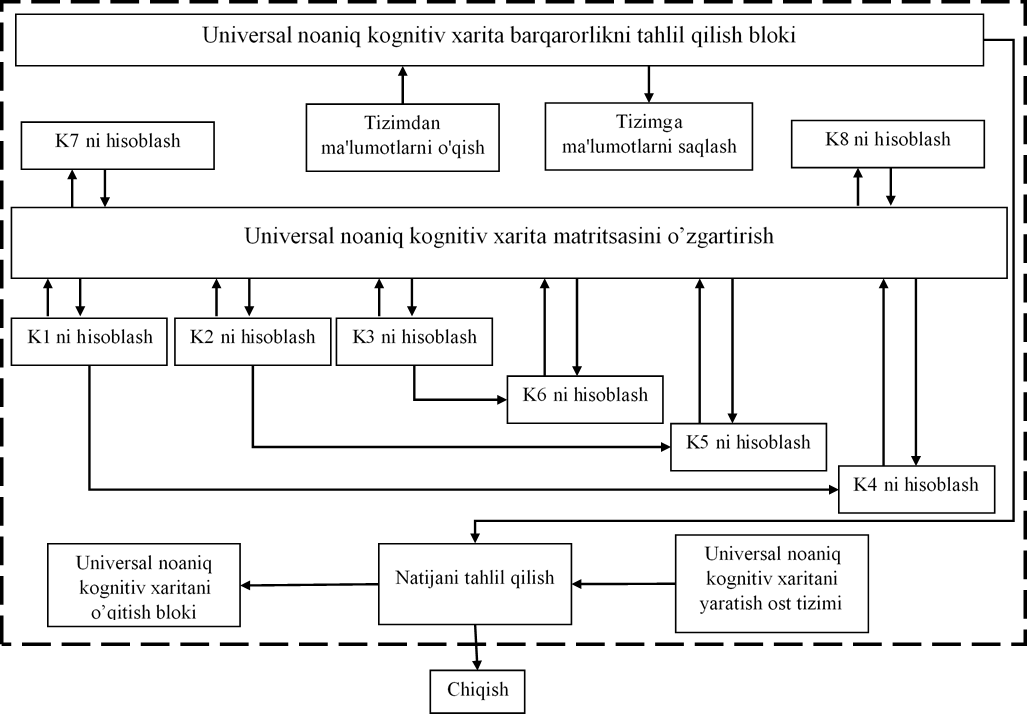 Universal noaniq kognitiv xarita barqarorlikni tahlil qilish bloki
Tizimdan
ma'lumotlarni o'qish
Tizimga
ma'lumotlarni saqlash
K7 ni hisoblash
K8 ni hisoblash
Universal noaniq kognitiv xarita matritsasini o’zgartirish
K1 ni hisoblash
K2 ni hisoblash
K3 ni hisoblash
K6 ni hisoblash
K5 ni hisoblash
K4 ni hisoblash
Universal noaniq
kognitiv xaritani
o’qitish bloki
Natijani tahlil qilish
Universal noaniq
kognitiv xaritani
yaratish ost tizimi
Chiqish